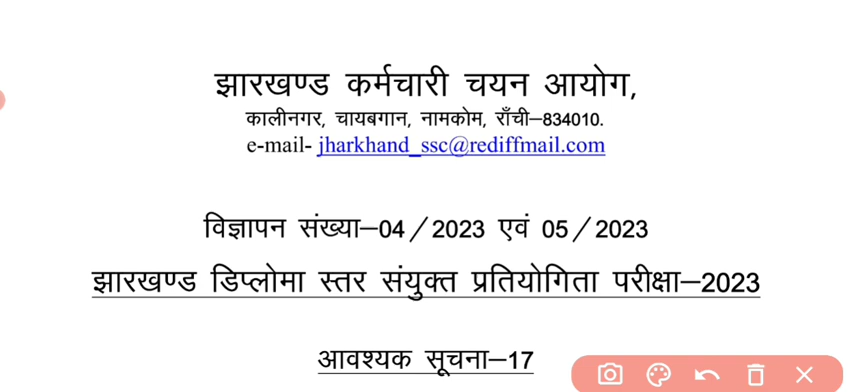 झारखण्ड कर्मचारी चयन आयोग,
कालीनगर, चायबगान, नामकोम, राँची–834010.
e-mail- jharkhand_ssc@rediffmail.com
विज्ञापन संख्या–04/2023 एवं 05/2023
झारखण्ड डिप्लोमा स्तर संयुक्त प्रतियोगिता परीक्षा–2023
आवश्यक सूचना–17